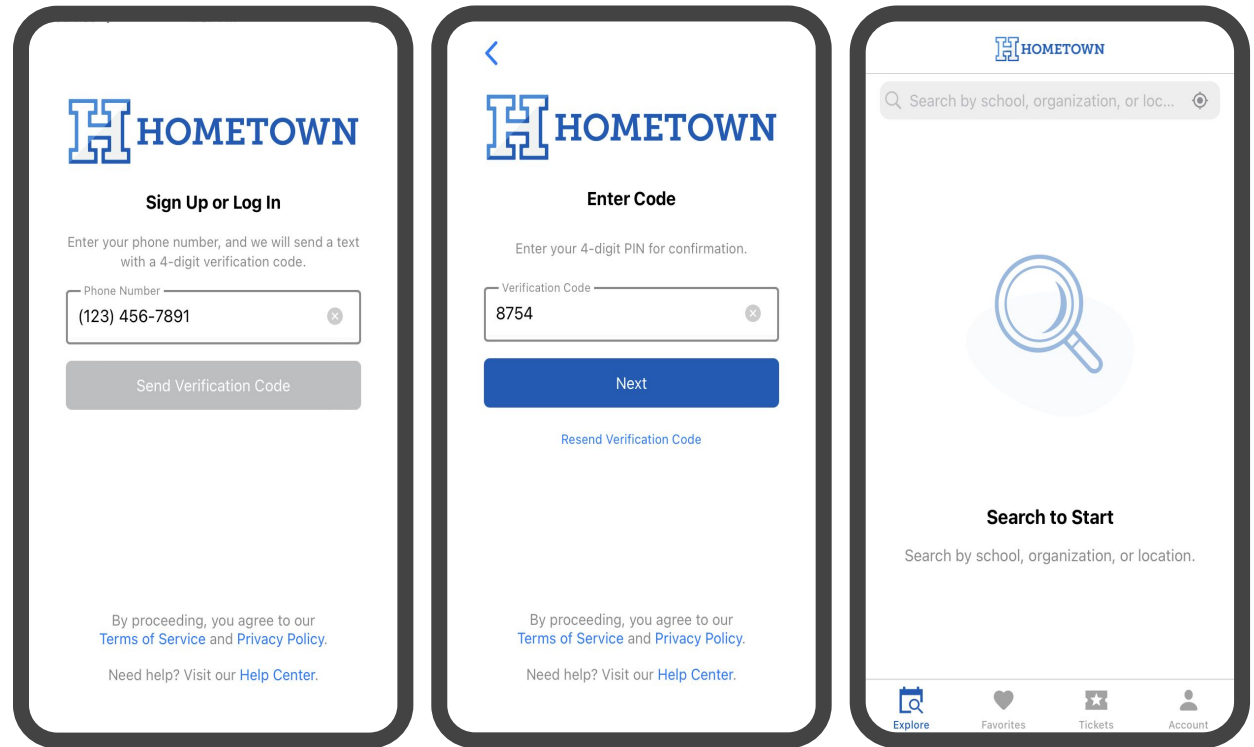 H HOMETOWN
Sign Up or Log In
Enter your phone number, and we will send a text
with a 4-digit verification code.
Phone Number
(123) 456-7891
Send Verification Code
By proceeding, you agree to our
Terms of Service and Privacy Policy.
Need help? Visit our Help Center.
H HOMETOWN
Enter Code
Enter your 4-digit PIN for confirmation.
Verification Code
8754
Next
Resend Verification Code
By proceeding, you agree to our
Terms of Service and Privacy Policy.
Need help? Visit our Help Center.
H HOMETOWN
Search by school, organization, or loc...
Search to Start
Search by school, organization, or location.
Explore Favorites Tickets Account